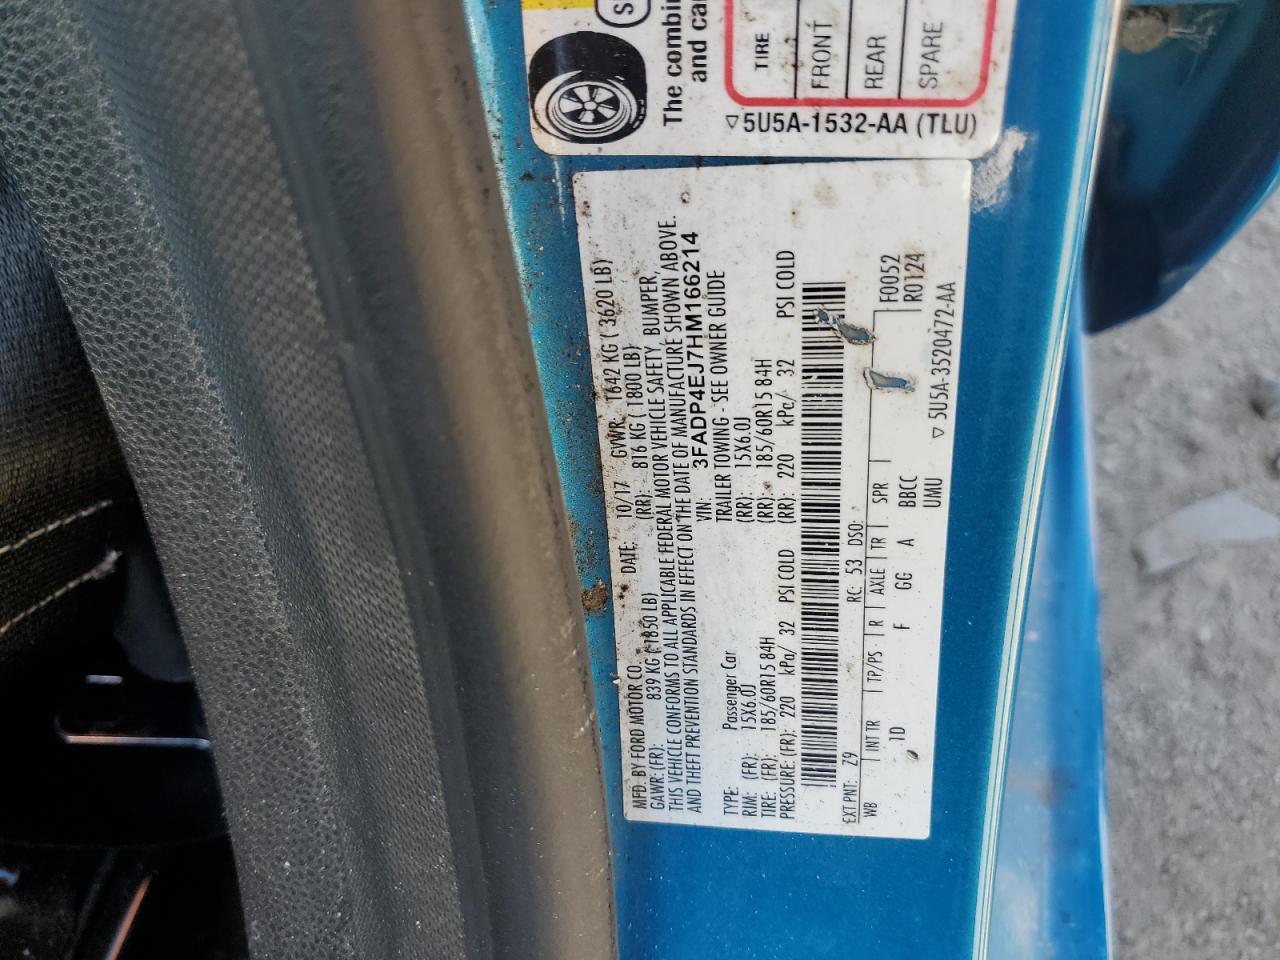 The combin
and car
TIRE
FRONT
REAR
SPARE
▽5U5A-1532-AA (TLU)
MFD. BY FORD MOTOR CO. DATE: 10/17 GVWR: 1642 KG ( 3620 LB)
GAWR: (FR): 839 KG ( 1850 LB) (RR): 816 KG ( 1800 LB)
THIS VEHICLE CONFORMS TO ALL APPLICABLE FEDERAL MOTOR VEHICLE SAFETY, BUMPER,
AND THEFT PREVENTION STANDARDS IN EFFECT ON THE DATE OF MANUFACTURE SHOWN ABOVE.
VIN: 3FADP4EJ7HM166214
TYPE: Passenger Car TRAILER TOWING - SEE OWNER GUIDE
RIM: (FR): 15X6.0J (RR): 15X6.0J
TIRE: (FR): 185/60R15 84H (RR): 185/60R15 84H
PRESSURE: (FR): 220 kPa/ 32 PSI COLD (RR): 220 kPa/ 32 PSI COLD
EXT PNT: Z9 RC: 53 DSO:
WB INT TR TP/PS R AXLE TR SPR F0052
1D F GG A BBCC R0124
UMU ▽ 5U5A-3520472-AA